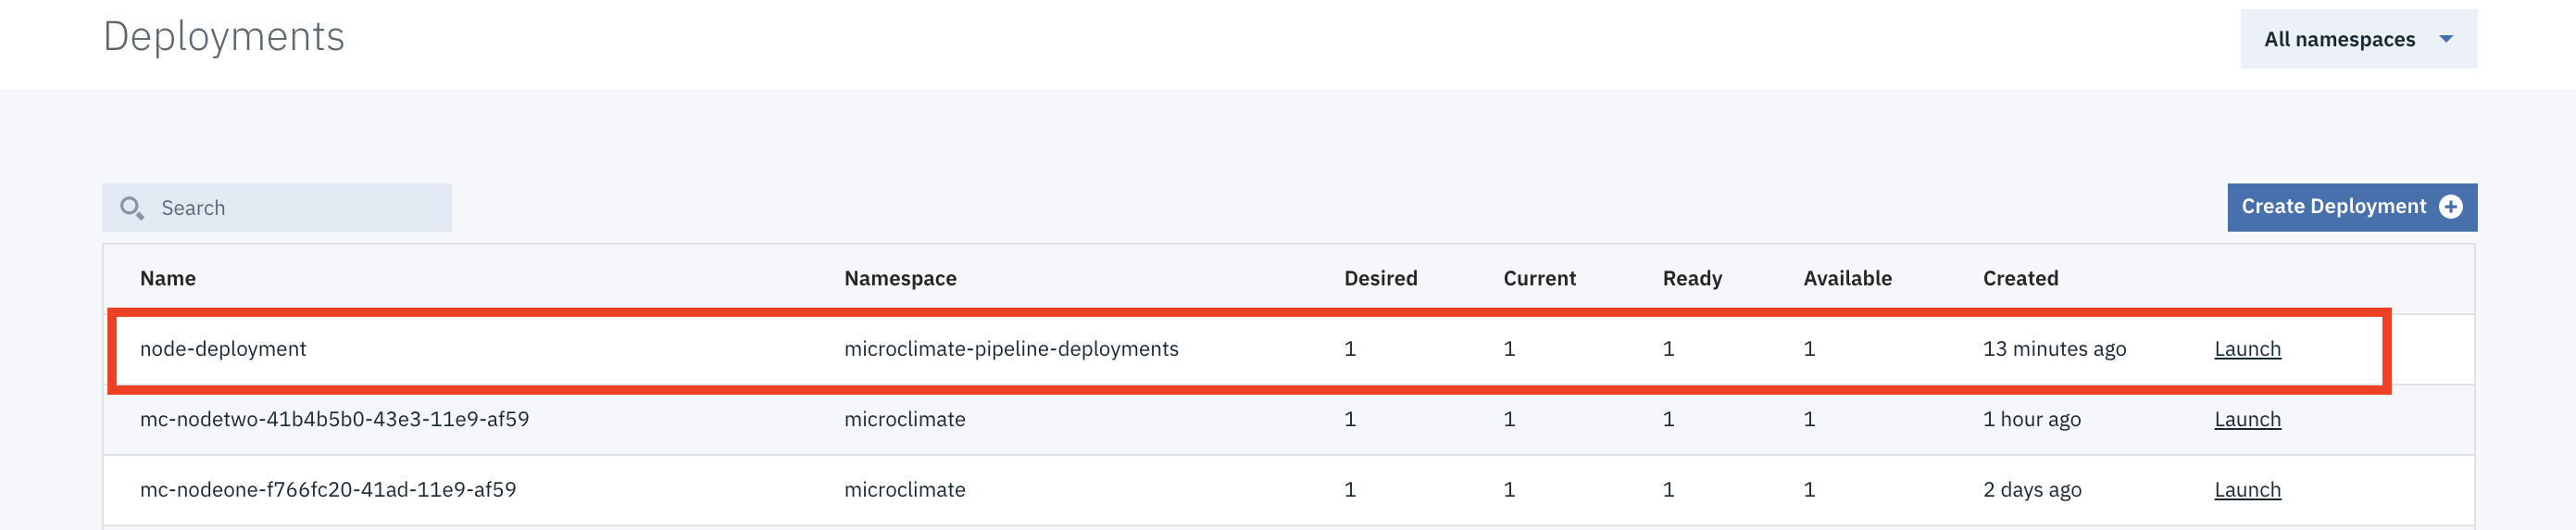 Deployments
All namespaces
Search
Create Deployment
Name Namespace Desired Current Ready Available Created
node-deployment microclimate-pipeline-deployments 1 1 1 1 13 minutes ago Launch
mc-nodetwo-41b4b5b0-43e3-11e9-af59 microclimate 1 1 1 1 1 hour ago Launch
mc-nodeone-f766fc20-41ad-11e9-af59 microclimate 1 1 1 1 2 days ago Launch